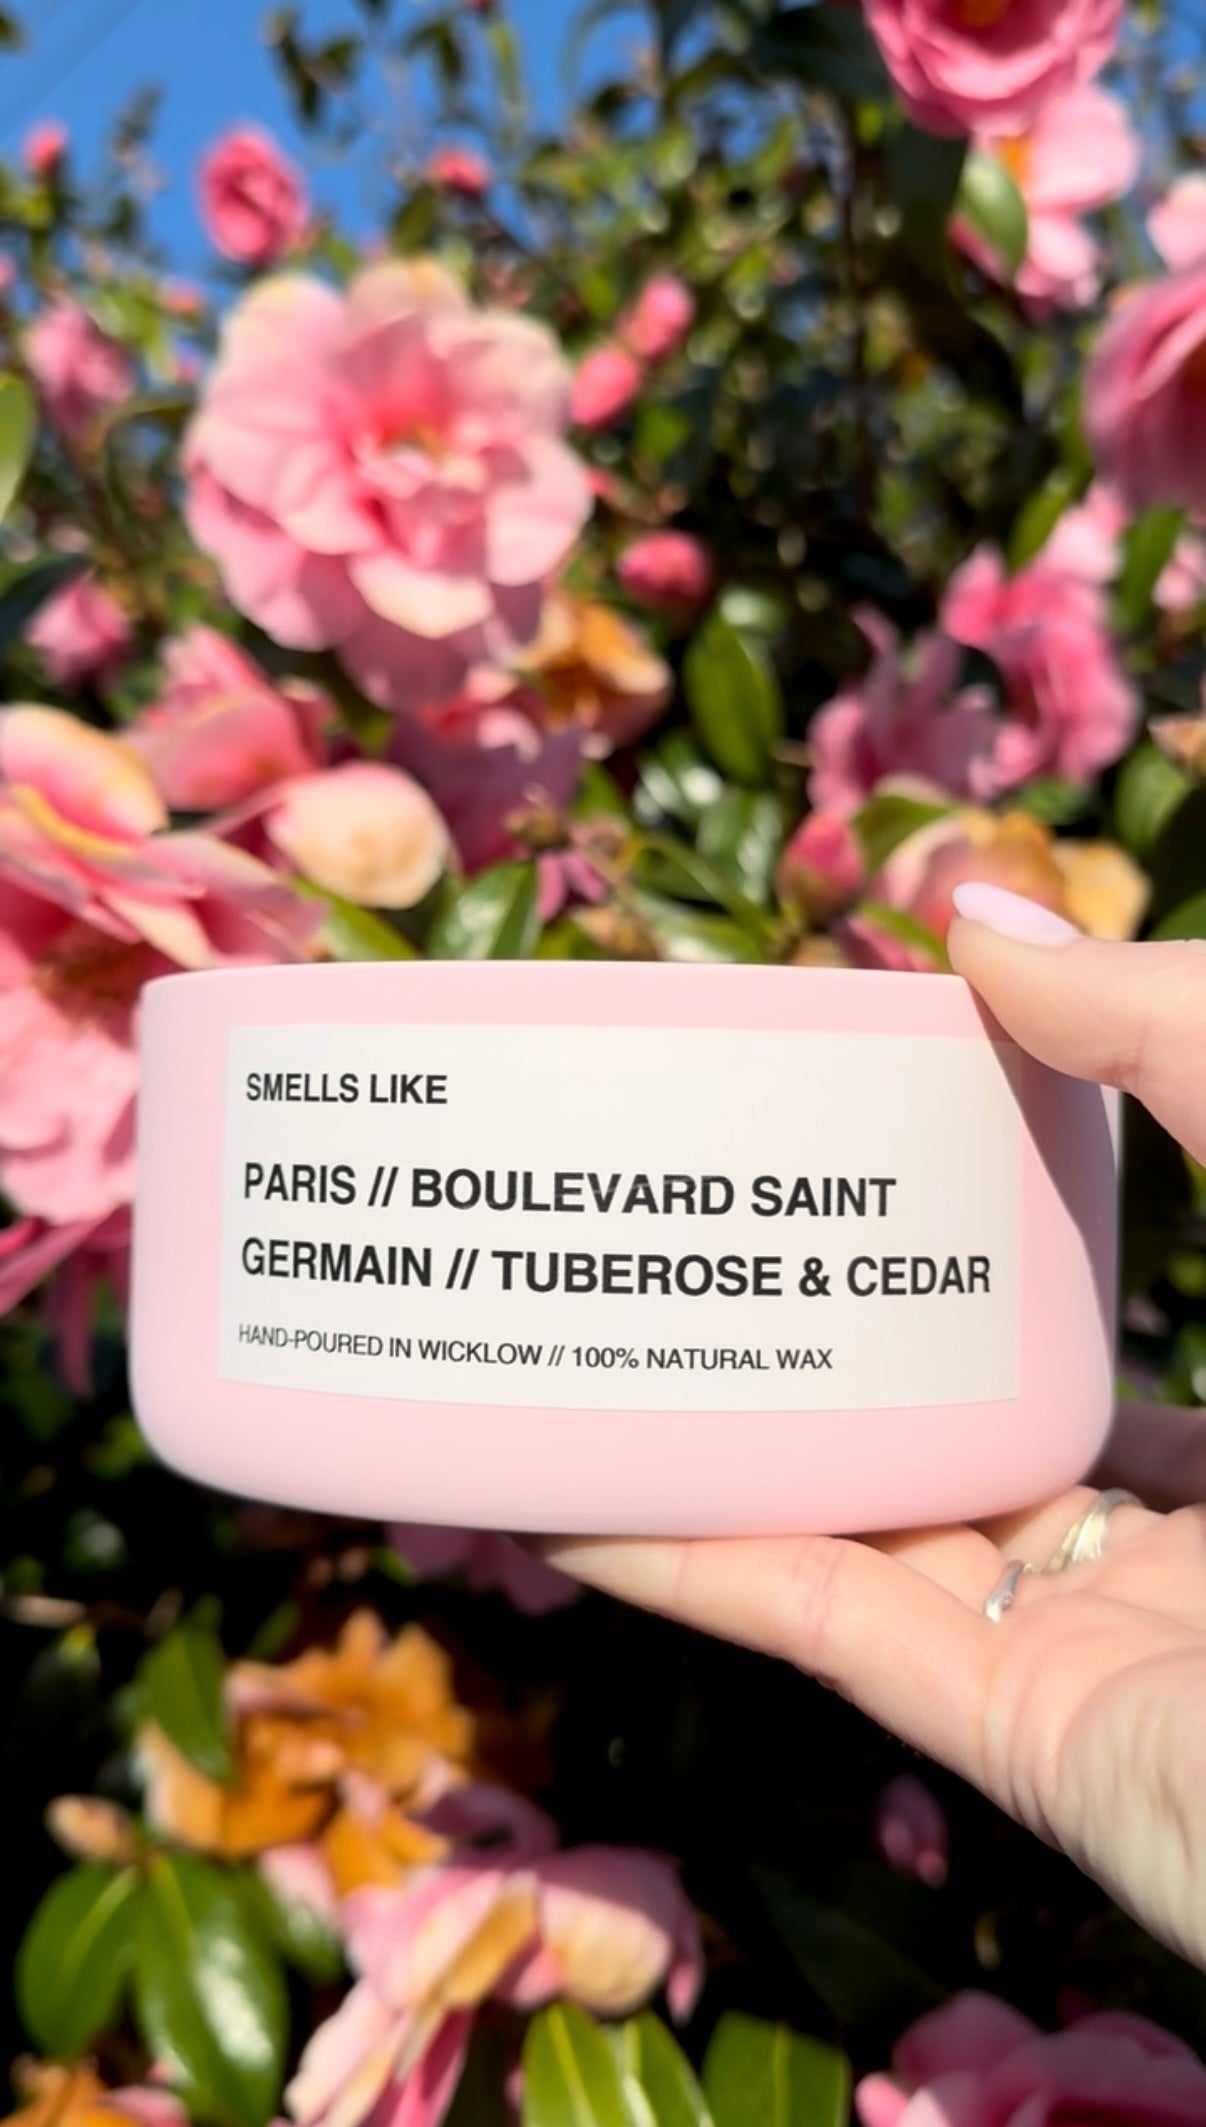 SMELLS LIKE
PARIS // BOULEVARD SAINT
GERMAIN // TUBEROSE & CEDAR
HAND-POURED IN WICKLOW // 100% NATURAL WAX